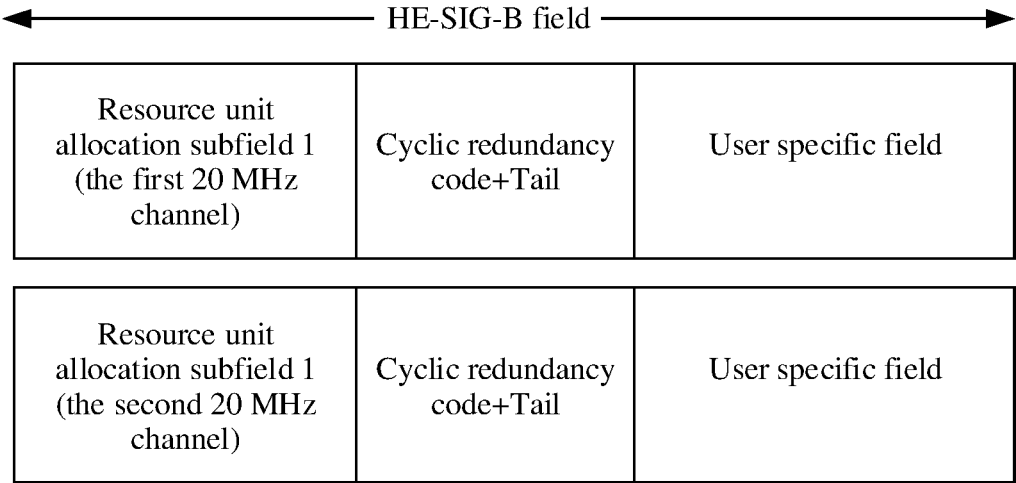 HE-SIG-B field
Resource unit
allocation subfield 1
(the first 20 MHz
channel)
Cyclic redundancy
code+Tail
User specific field
Resource unit
allocation subfield 1
(the second 20 MHz
channel)
Cyclic redundancy
code+Tail
User specific field